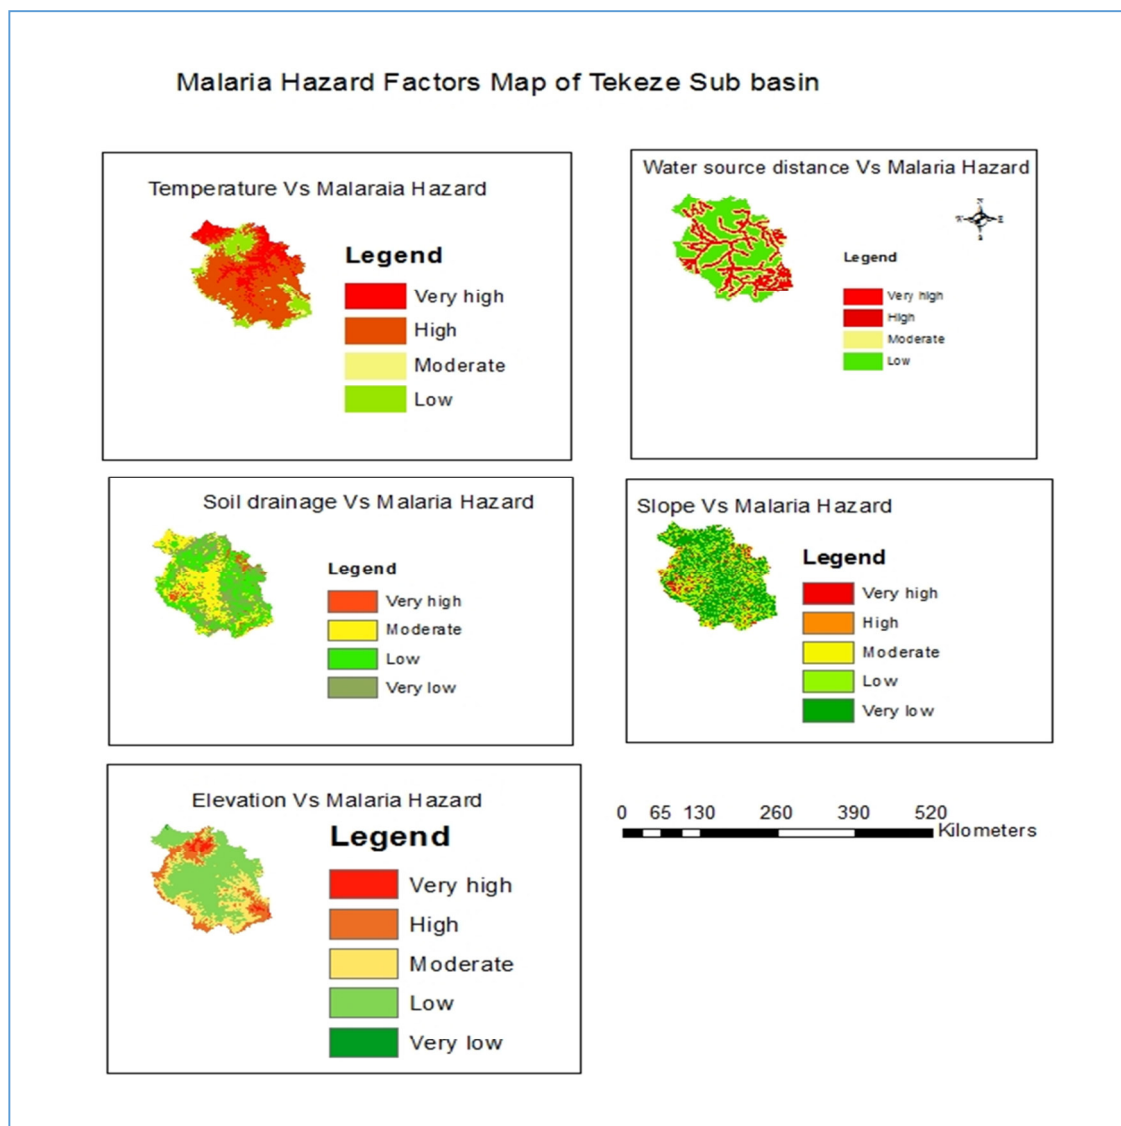 Malaria Hazard Factors Map of Tekeze Sub basin
Temperature Vs Malaraia Hazard
Legend
Very high
High
Moderate
Low
Water source distance Vs Malaria Hazard
N
E
S
Legend
Very high
High
Moderate
Low
Soil drainage Vs Malaria Hazard
Legend
Very high
Moderate
Low
Very low
Slope Vs Malaria Hazard
Legend
Very high
High
Moderate
Low
Very low
Elevation Vs Malaria Hazard
Legend
Very high
High
Moderate
Low
Very low
0 65 130 260 390 520
Kilometers